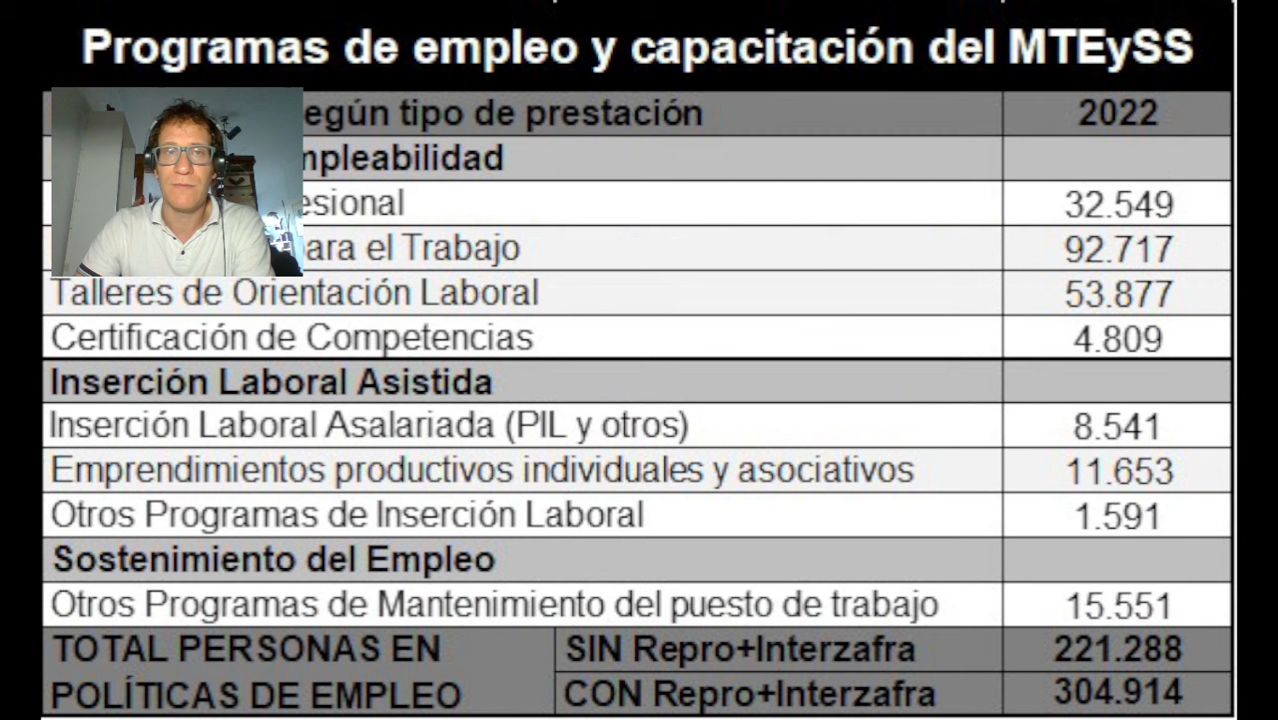 Programas de empleo y capacitación del MTEySS
egún tipo de prestación 2022
mpleabilidad
esional 32.549
ara el Trabajo 92.717
Talleres de Orientación Laboral 53.877
Certificación de Competencias 4.809
Inserción Laboral Asistida
Inserción Laboral Asalariada (PIL y otros) 8.541
Emprendimientos productivos individuales y asociativos 11.653
Otros Programas de Inserción Laboral 1.591
Sostenimiento del Empleo
Otros Programas de Mantenimiento del puesto de trabajo 15.551
TOTAL PERSONAS EN SIN Repro+Interzafra 221.288
POLÍTICAS DE EMPLEO CON Repro+Interzafra 304.914